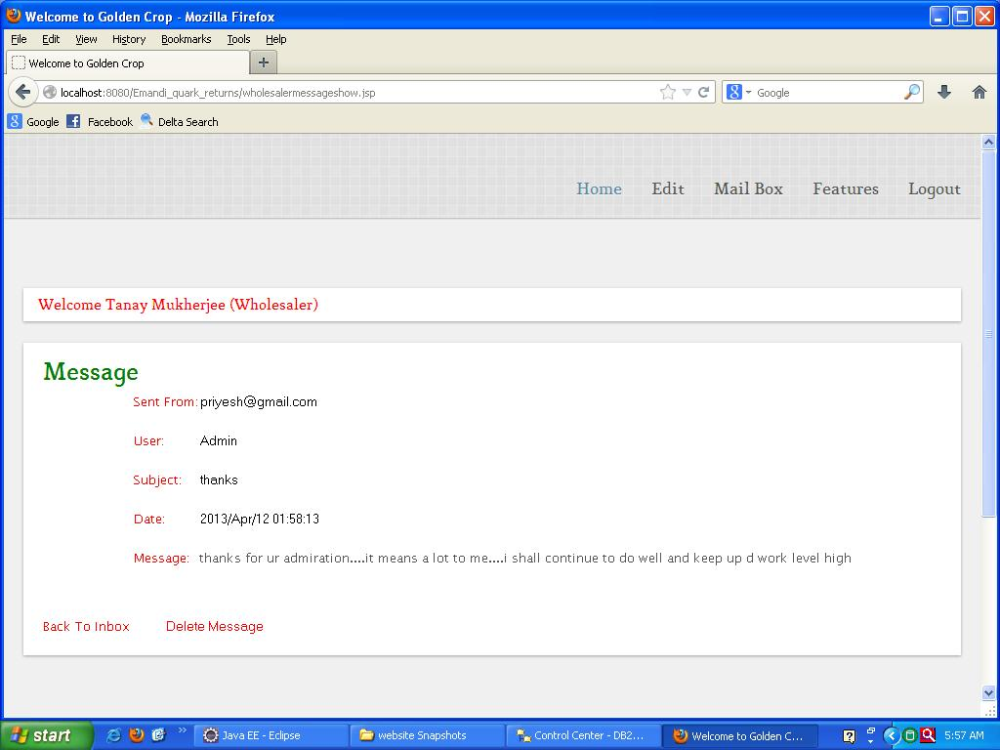 Welcome to Golden Crop - Mozilla Firefox
File Edit View History Bookmarks Tools Help
Welcome to Golden Crop
localhost:8080/Emandi_quark_returns/wholesalermessageshow.jsp
Google
Google Facebook Delta Search
Home Edit Mail Box Features Logout
Welcome Tanay Mukherjee (Wholesaler)
Message
Sent From: priyesh@gmail.com
User: Admin
Subject: thanks
Date: 2013/Apr/12 01:58:13
Message: thanks for ur admiration....it means a lot to me....i shall continue to do well and keep up d work level high
Back To Inbox Delete Message
start Java EE - Eclipse website Snapshots Control Center - DB2... Welcome to Golden C... 5:57 AM